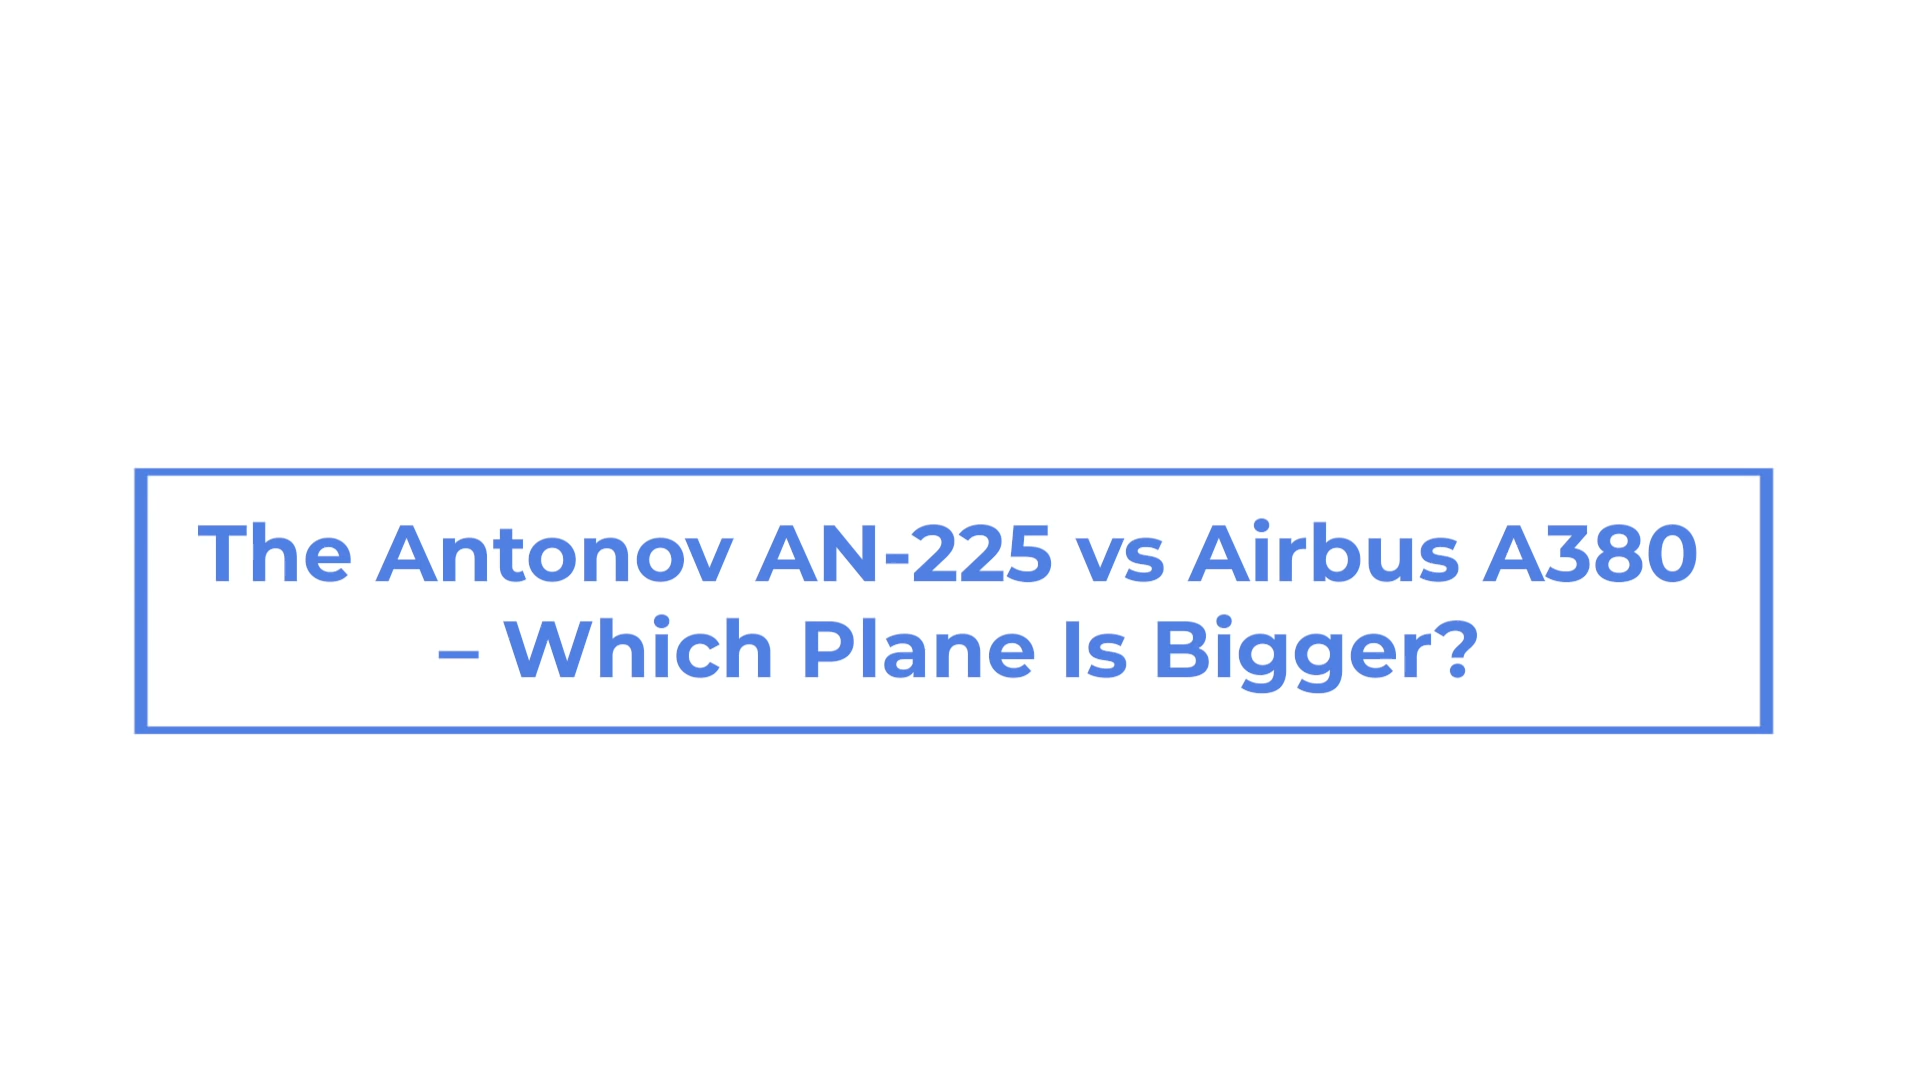 The Antonov AN-225 vs Airbus A380
– Which Plane Is Bigger?